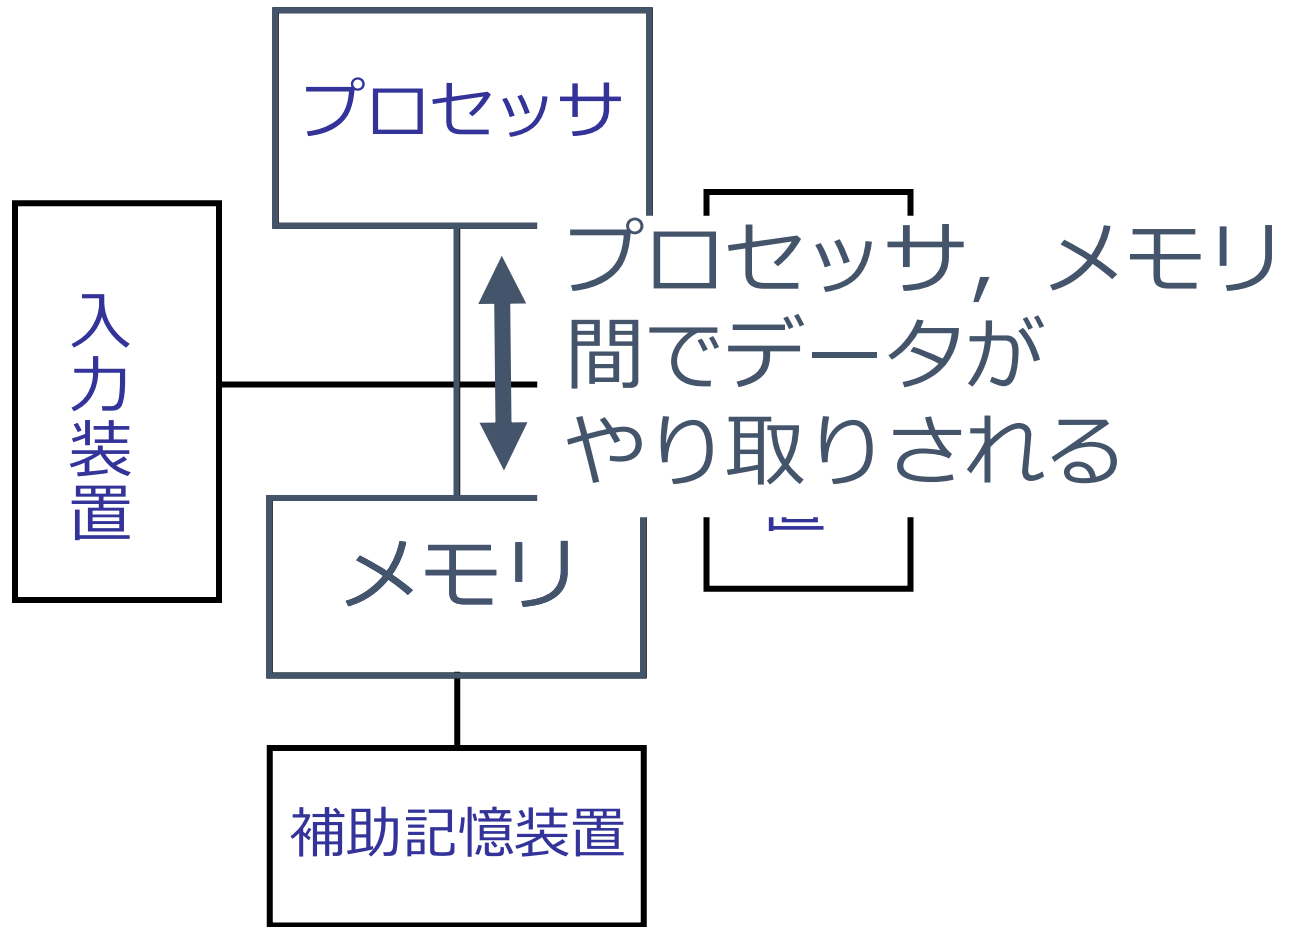 プロセッサ
入力装置
プロセッサ, メモリ
間でデータが
やり取りされる
メモリ
補助記憶装置